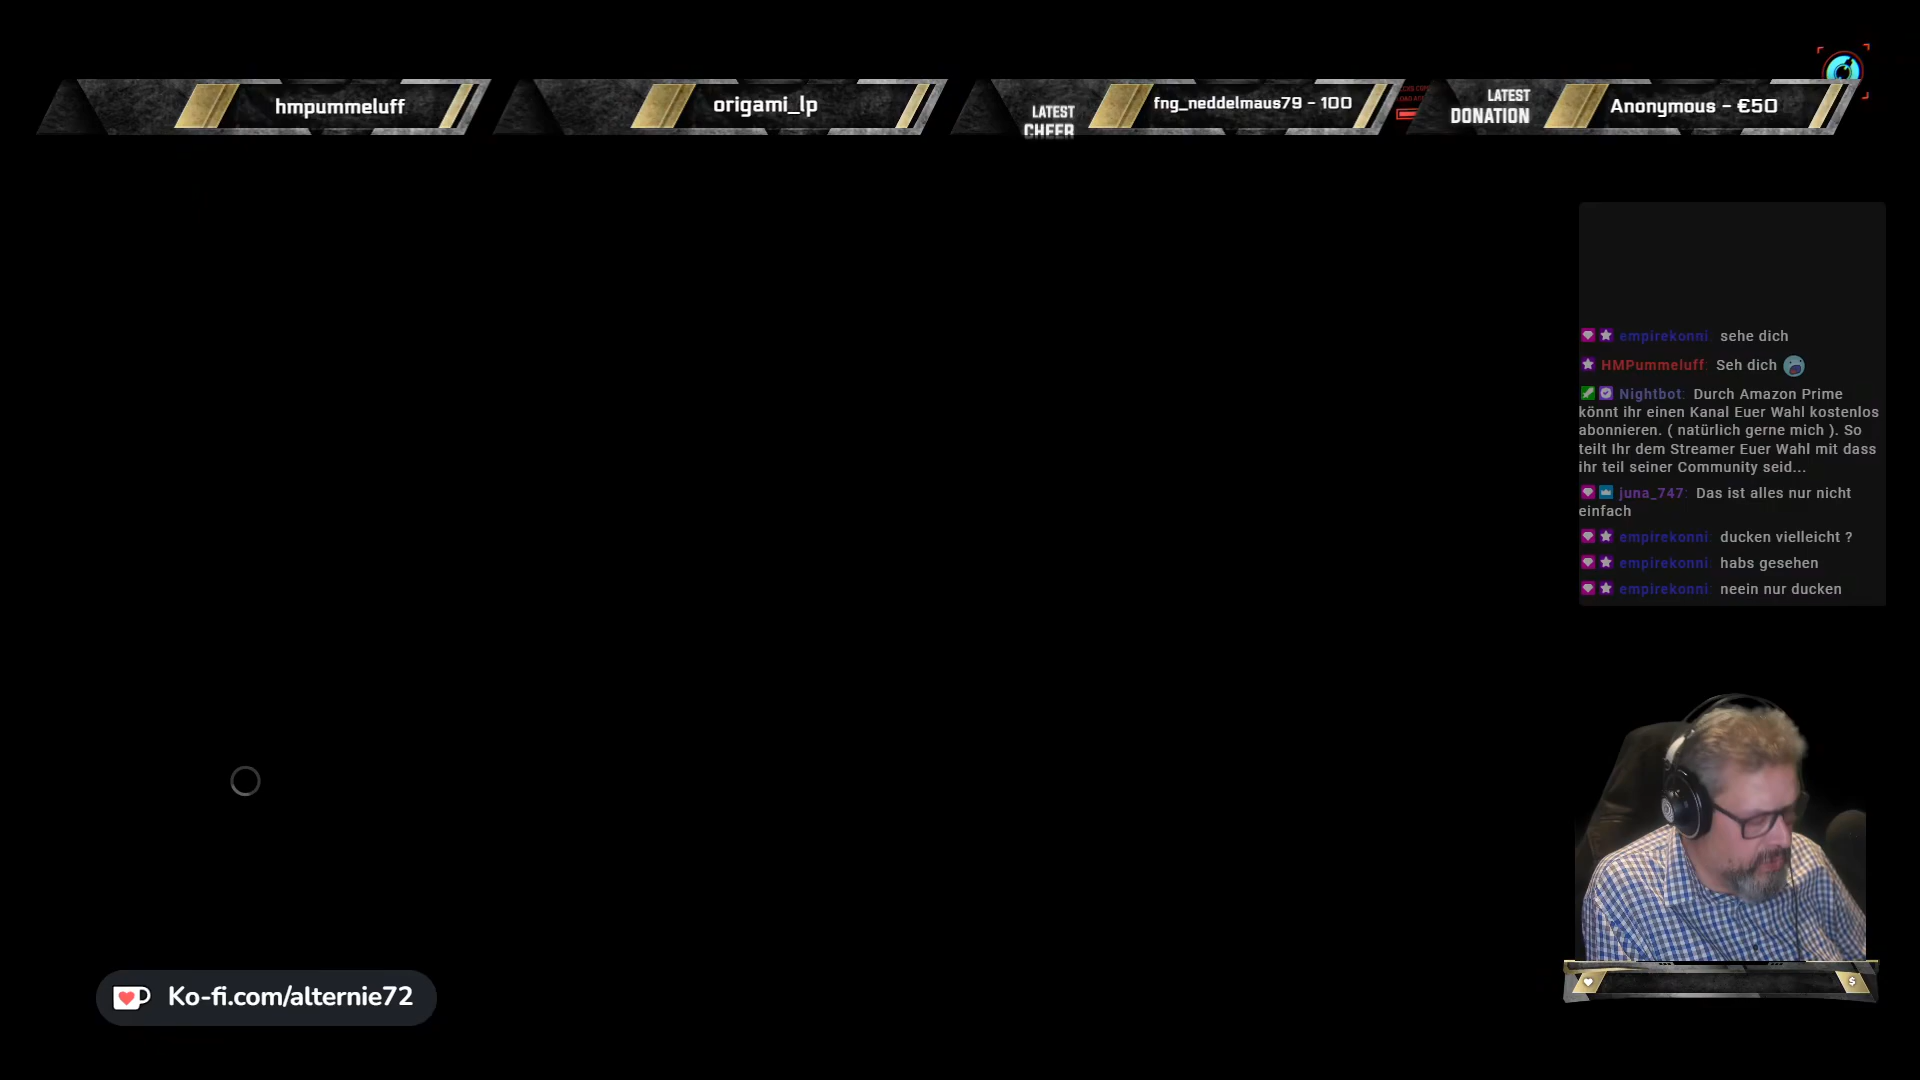 hmpummeluff
origami_lp
LATEST
CHEER
fng_neddelmaus79 - 100
LATEST
DONATION
Anonymous - €50
empirekonni: sehe dich
HMPummeluff: Seh dich
Nightbot: Durch Amazon Prime
könnt ihr einen Kanal Euer Wahl kostenlos
abonnieren. ( natürlich gerne mich ). So
teilt Ihr dem Streamer Euer Wahl mit dass
ihr teil seiner Community seid...
juna_747: Das ist alles nur nicht
einfach
empirekonni: ducken vielleicht ?
empirekonni: habs gesehen
empirekonni: neein nur ducken
Ko-fi.com/alternie72